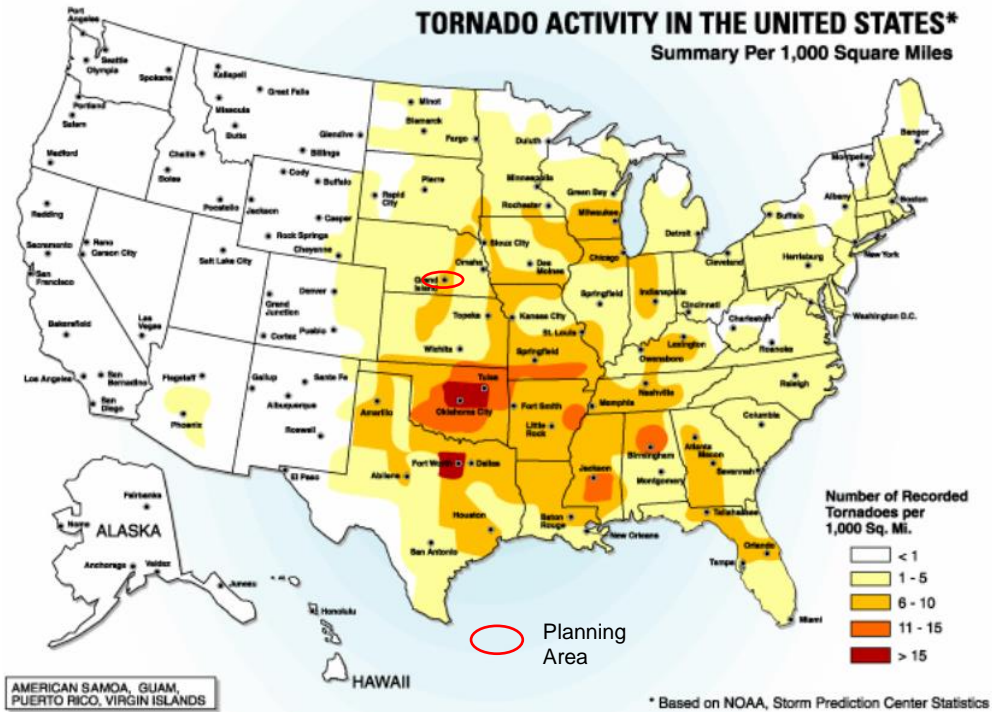 TORNADO ACTIVITY IN THE UNITED STATES*
Summary Per 1,000 Square Miles
Port
Angeles
Seattle
Olympia
Spokane
Portland
Salem
Medford
Kalispell
Great Falls
Missoula
Butte
Glendive
Billings
Challis
Boise
Pocatello
Cody
Buffalo
Jackson
Casper
Rock Springs
Cheyenne
Minot
Bismarck
Fargo
Pierre
Rapid
City
Duluth
Minneapolis
Rochester
Green Bay
Milwaukee
Bangor
Montpelier
Albany
Boston
Buffalo
Detroit
New York
Redding
Sacramento
San
Francisco
Reno
Carson City
Salt Lake City
Bakersfield
Las
Vegas
Los Angeles
San
Bernardino
San
Diego
Grand
Junction
Denver
Pueblo
Cortez
Sioux City
Omaha
Grand
Island
Des
Moines
Chicago
Cleveland
Harrisburg
Topeka
Kansas City
Springfield
Indianapolis
Cincinnati
Charleston
Washington D.C.
Wichita
St. Louis
Springfield
Lexington
Owensboro
Roanoke
Flagstaff
Phoenix
Gallup
Santa Fe
Albuquerque
Roswell
Amarillo
Tulsa
Oklahoma City
Fort Smith
Little
Rock
Memphis
Nashville
Raleigh
Columbia
El Paso
Abilene
Fort Worth
Dallas
Jackson
Birmingham
Montgomery
Atlanta
Macon
Savannah
Houston
San Antonio
Baton
Rouge
New Orleans
Tallahassee
Orlando
Tampa
Miami
Fairbanks
Nome
ALASKA
Anchorage
Valdez
Juneau
Honolulu
HAWAII
Planning
Area
Number of Recorded
Tornadoes per
1,000 Sq. Mi.
< 1
1 - 5
6 - 10
11 - 15
> 15
AMERICAN SAMOA, GUAM,
PUERTO RICO, VIRGIN ISLANDS
* Based on NOAA, Storm Prediction Center Statistics